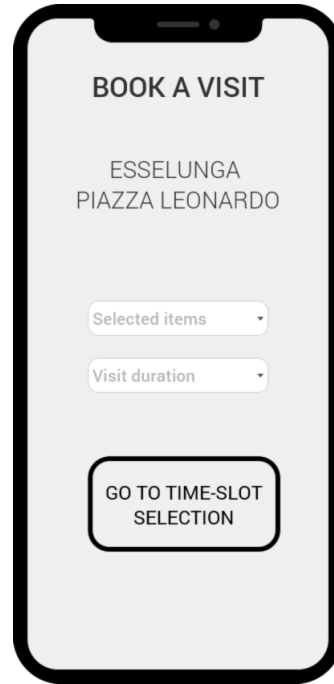 BOOK A VISIT
ESSELUNGA
PIAZZA LEONARDO
Selected items
Visit duration
GO TO TIME-SLOT
SELECTION